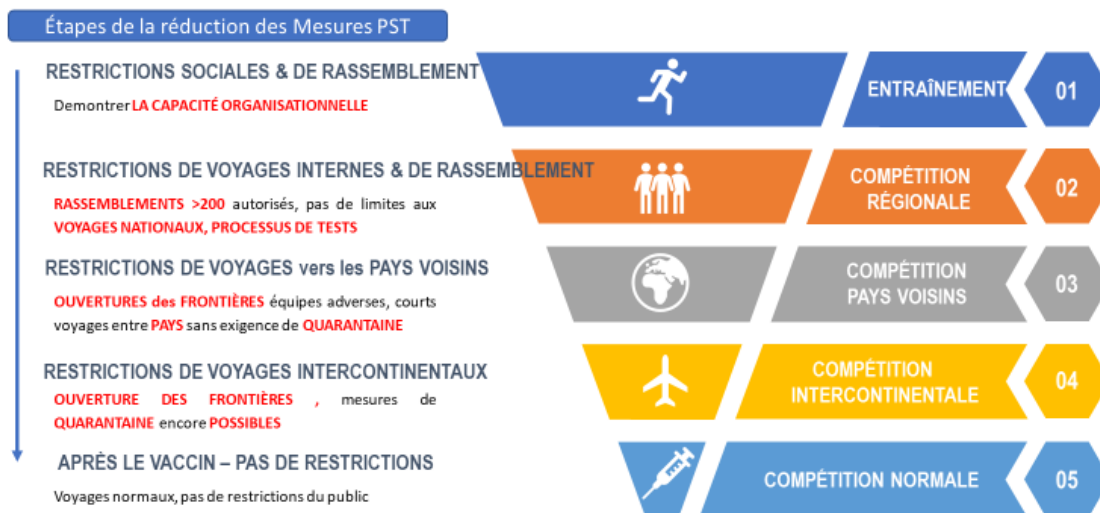 Étapes de la réduction des Mesures PST
RESTRICTIONS SOCIALES & DE RASSEMBLEMENT
Demontrer LA CAPACITÉ ORGANISATIONNELLE
ENTRAÎNEMENT
01
RESTRICTIONS DE VOYAGES INTERNES & DE RASSEMBLEMENT
RASSEMBLEMENTS >200 autorisés, pas de limites aux
VOYAGES NATIONAUX, PROCESSUS DE TESTS
COMPÉTITION
RÉGIONALE
02
RESTRICTIONS DE VOYAGES vers les PAYS VOISINS
OUVERTURES des FRONTIÈRES équipes adverses, courts
voyages entre PAYS sans exigence de QUARANTAINE
COMPÉTITION
PAYS VOISINS
03
RESTRICTIONS DE VOYAGES INTERCONTINENTAUX
OUVERTURE DES FRONTIÈRES , mesures de
QUARANTAINE encore POSSIBLES
COMPÉTITION
INTERCONTINENTALE
04
APRÈS LE VACCIN – PAS DE RESTRICTIONS
Voyages normaux, pas de restrictions du public
COMPÉTITION NORMALE
05